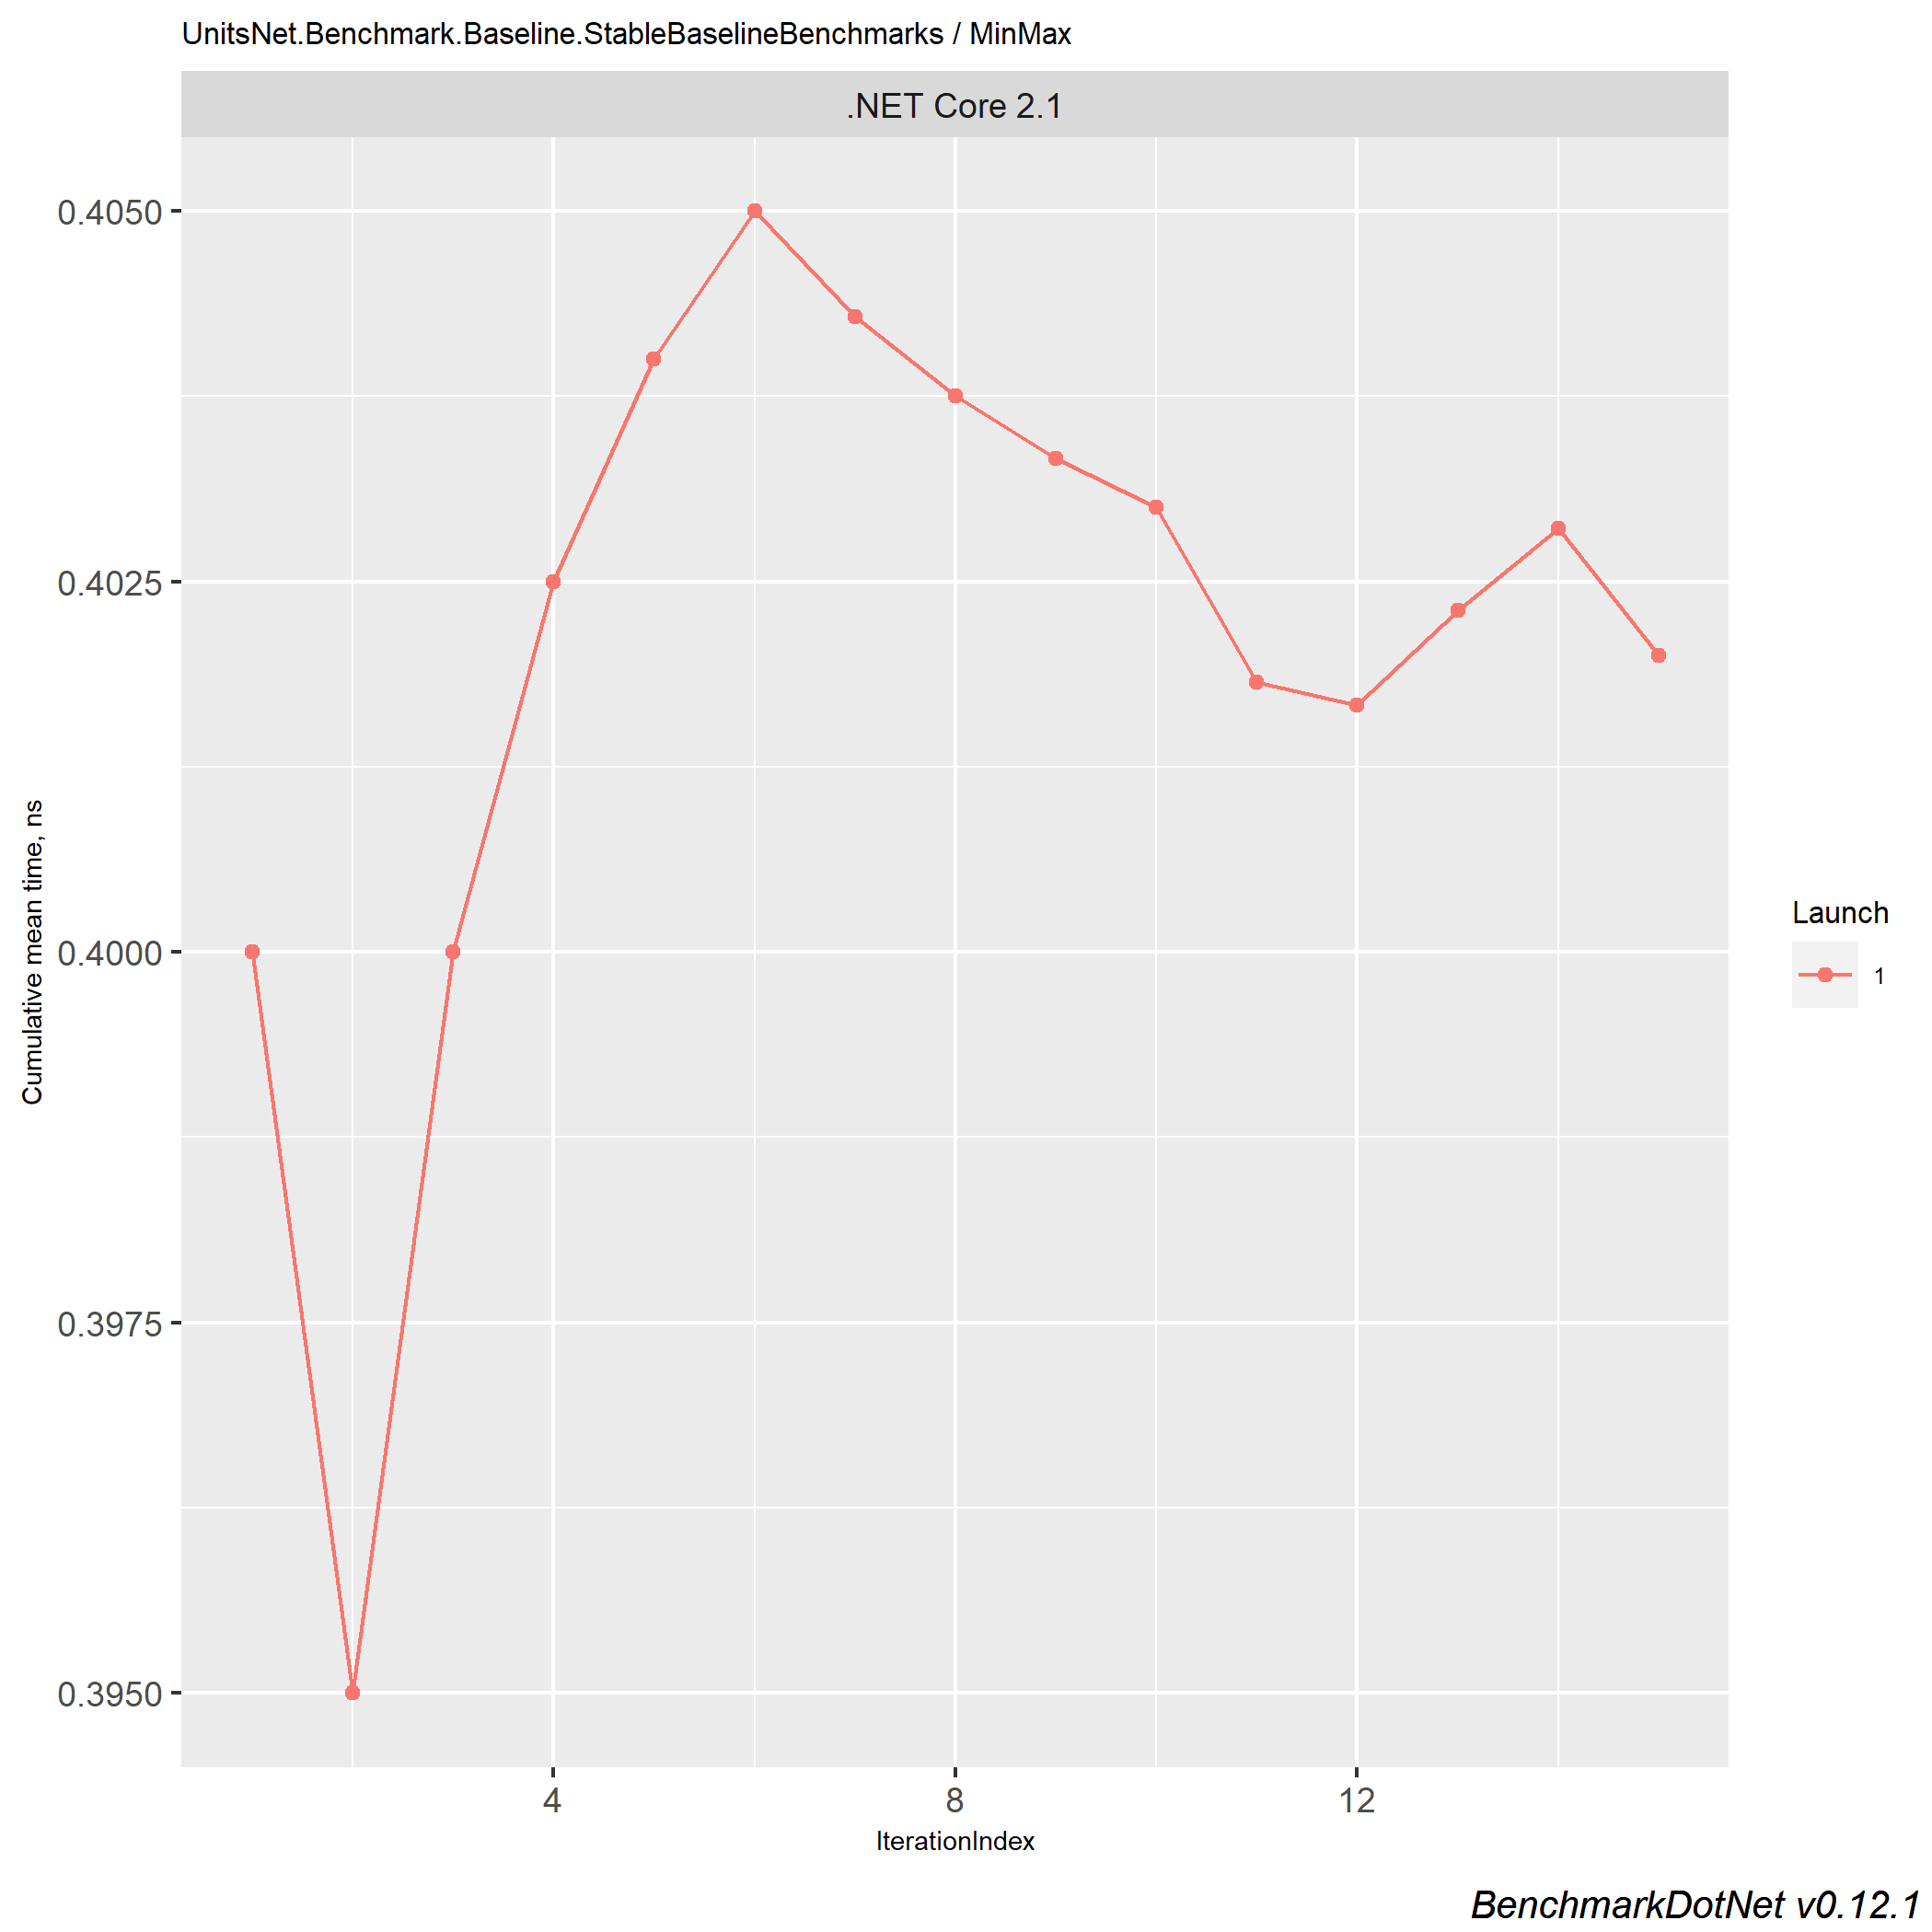 UnitsNet.Benchmark.Baseline.StableBaselineBenchmarks / MinMax
.NET Core 2.1
0.4050
0.4025
0.4000
0.3975
0.3950
Cumulative mean time, ns
4 8 12
IterationIndex
Launch
1
BenchmarkDotNet v0.12.1